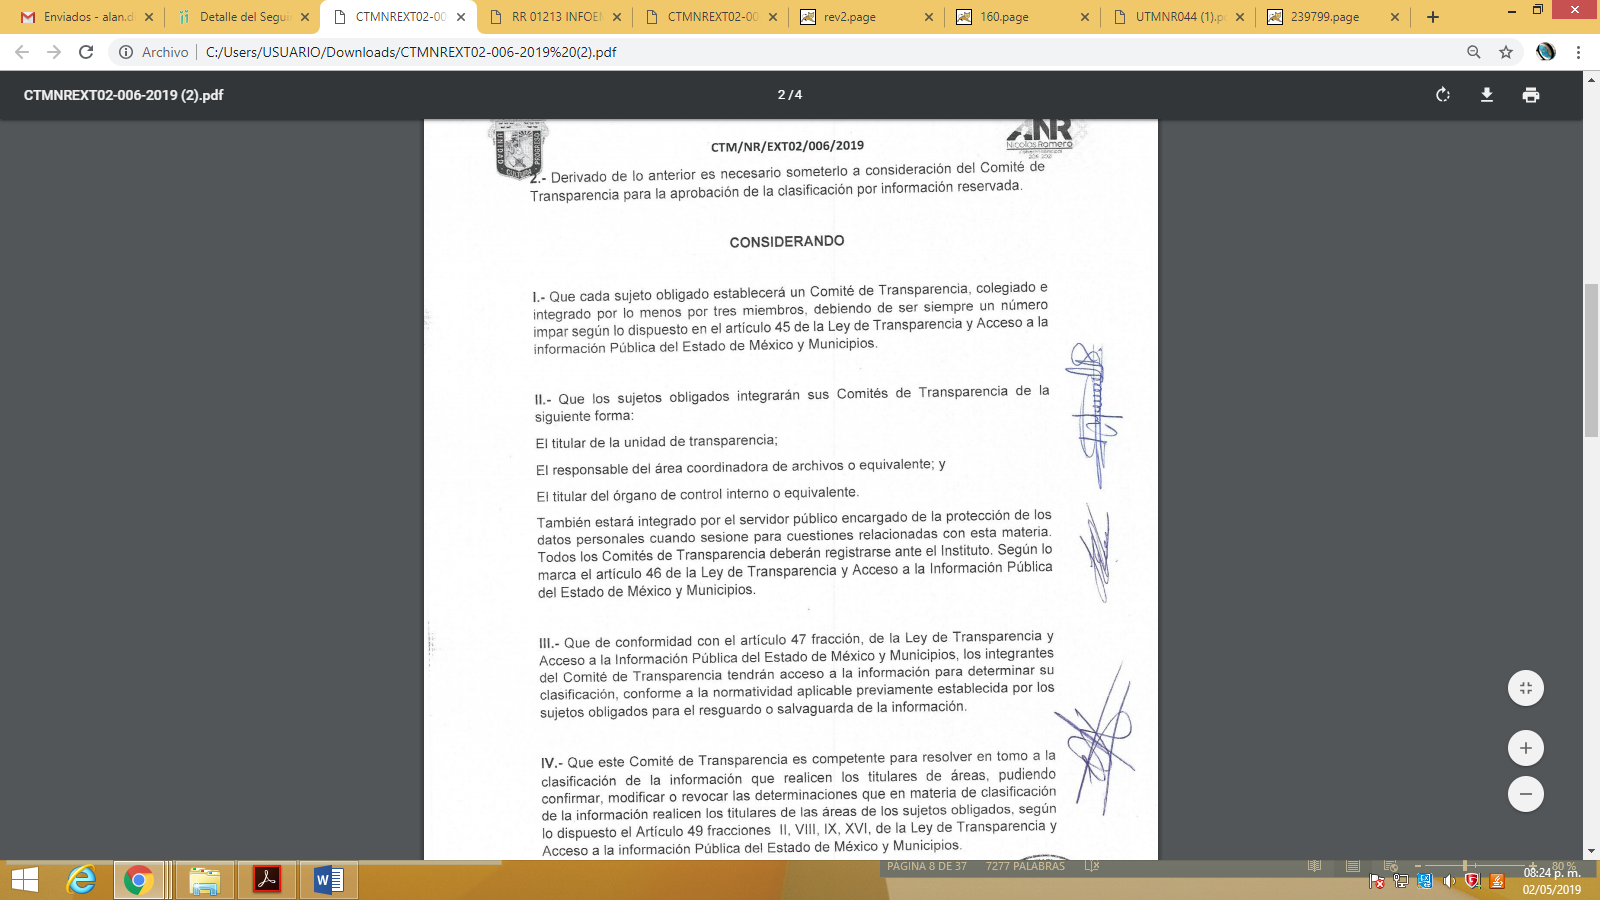 Enviados - alan.d
Detalle del Segui
CTMNREXT02-00
RR 01213 INFOEM
CTMNREXT02-00
rev2.page
160.page
UTMNR044 (1).p
239799.page
Archivo C:/Users/USUARIO/Downloads/CTMNREXT02-006-2019%20(2).pdf
CTMNREXT02-006-2019 (2).pdf
2 / 4
UNIDAD CULTURA PROGRESO
ANR
Nicolás Romero
CTM/NR/EXT02/006/2019
2.- Derivado de lo anterior es necesario someterlo a consideración del Comité de
Transparencia para la aprobación de la clasificación por información reservada.
CONSIDERANDO
I.- Que cada sujeto obligado establecerá un Comité de Transparencia, colegiado e
integrado por lo menos por tres miembros, debiendo de ser siempre un número
impar según lo dispuesto en el artículo 45 de la Ley de Transparencia y Acceso a la
información Pública del Estado de México y Municipios.
II.- Que los sujetos obligados integrarán sus Comités de Transparencia de la
siguiente forma:
El titular de la unidad de transparencia;
El responsable del área coordinadora de archivos o equivalente; y
El titular del órgano de control interno o equivalente.
También estará integrado por el servidor público encargado de la protección de los
datos personales cuando sesione para cuestiones relacionadas con esta materia.
Todos los Comités de Transparencia deberán registrarse ante el Instituto. Según lo
marca el artículo 46 de la Ley de Transparencia y Acceso a la Información Pública
del Estado de México y Municipios.
III.- Que de conformidad con el artículo 47 fracción, de la Ley de Transparencia y
Acceso a la Información Pública del Estado de México y Municipios, los integrantes
del Comité de Transparencia tendrán acceso a la información para determinar su
clasificación, conforme a la normatividad aplicable previamente establecida por los
sujetos obligados para el resguardo o salvaguarda de la información.
IV.- Que este Comité de Transparencia es competente para resolver en tomo a la
clasificación de la información que realicen los titulares de áreas, pudiendo
confirmar, modificar o revocar las determinaciones que en materia de clasificación
de la información realicen los titulares de las áreas de los sujetos obligados, según
lo dispuesto el Artículo 49 fracciones II, VIII, IX, XVI, de la Ley de Transparencia y
Acceso a la información Pública del Estado de México y Municipios.
PÁGINA 8 DE 37 7277 PALABRAS
80 %
08:24 p. m.
02/05/2019